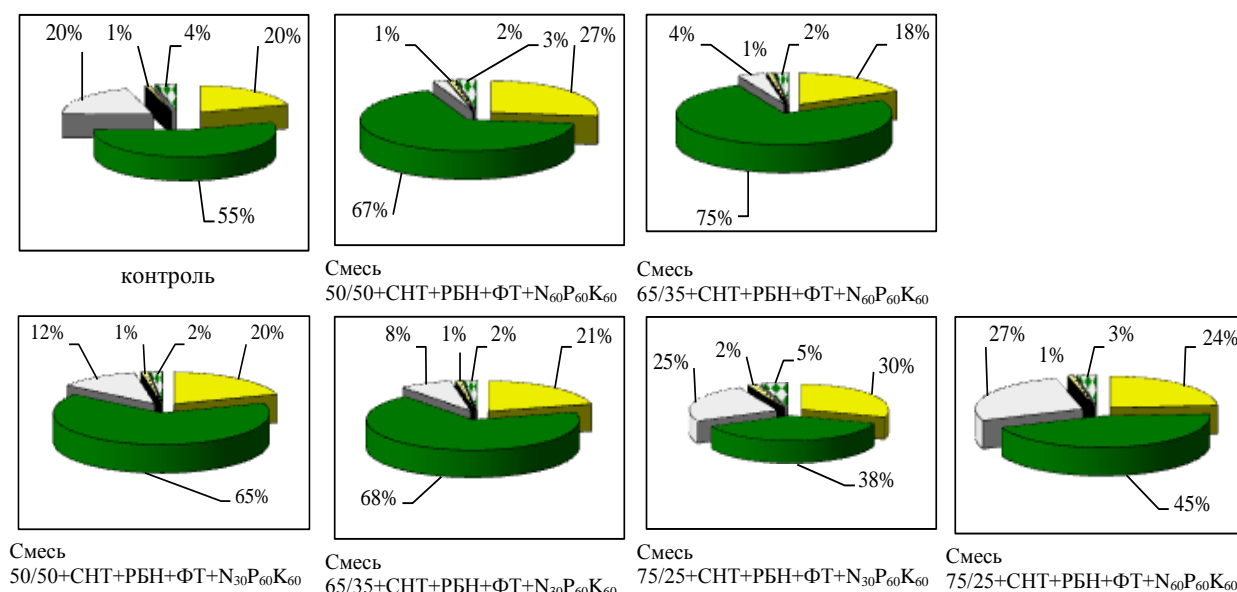 20% 1% 4% 20%
55%
контроль
1% 2% 3% 27%
67%
Смесь
50/50+СНТ+РБН+ФТ+N₆₀P₆₀K₆₀
4% 1% 2% 18%
75%
Смесь
65/35+СНТ+РБН+ФТ+N₆₀P₆₀K₆₀
12% 1% 2% 20%
65%
Смесь
50/50+СНТ+РБН+ФТ+N₃₀P₆₀K₆₀
8% 1% 2% 21%
68%
Смесь
65/35+СНТ+РБН+ФТ+N₃₀P₆₀K₆₀
25% 2% 5% 30%
38%
Смесь
75/25+СНТ+РБН+ФТ+N₃₀P₆₀K₆₀
27% 1% 3% 24%
45%
Смесь
75/25+СНТ+РБН+ФТ+N₆₀P₆₀K₆₀